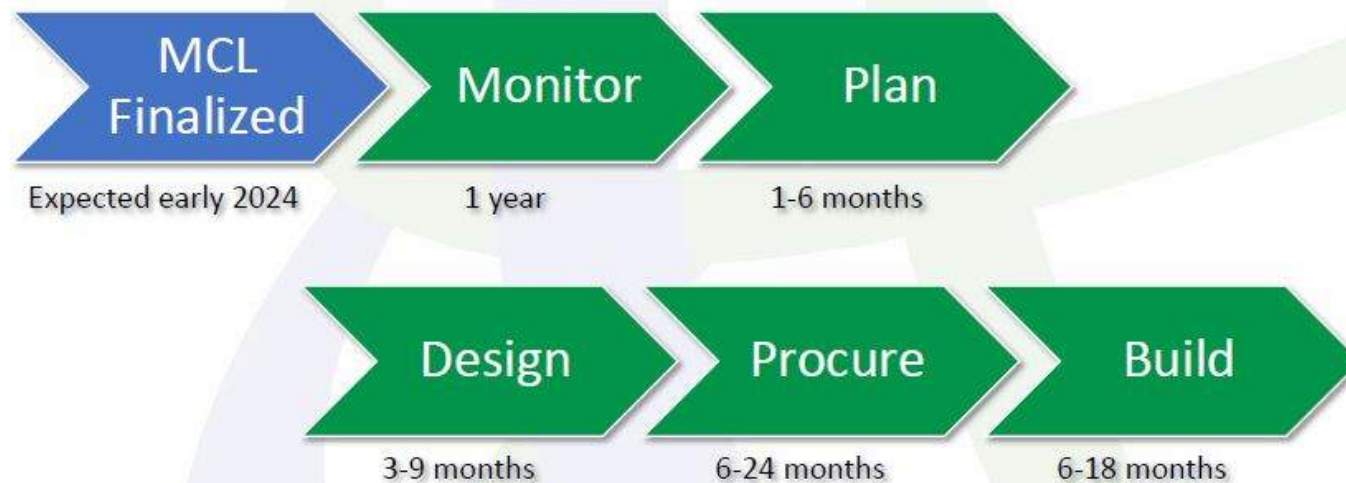 MCL
Finalized
Monitor
Plan
Expected early 2024
1 year
1-6 months
Design
Procure
Build
3-9 months
6-24 months
6-18 months